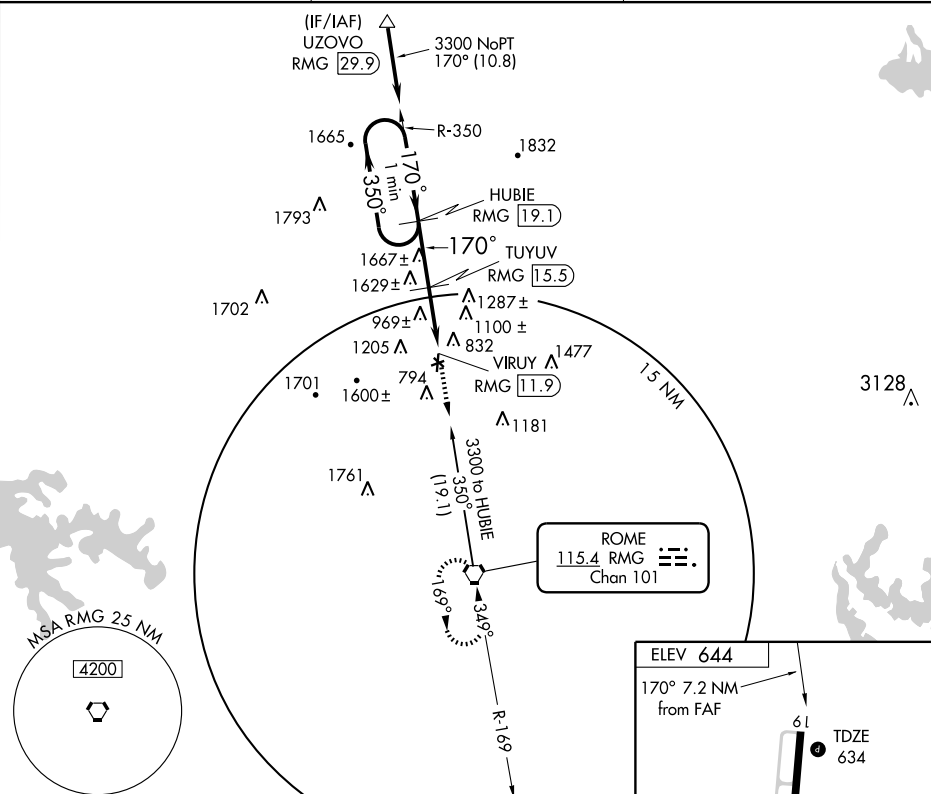 (IF/IAF)
UZOVO
RMG 29.9
3300 NoPT
170° (10.8)
R-350
1665
1832
170°
1 min
350°
HUBIE
RMG 19.1
1793
170°
1667±
TUYUV
RMG 15.5
1629±
1702
1287±
969±
1100 ±
1205
832
VIRUY
RMG 11.9
1477
15 NM
1701
1600±
794
3128
1181
3300 to HUBIE
350°
(19.1)
1761
ROME
115.4 RMG
Chan 101
169°
349°
MSA RMG 25 NM
4200
R-169
ELEV 644
170° 7.2 NM
from FAF
19
P
TDZE
634